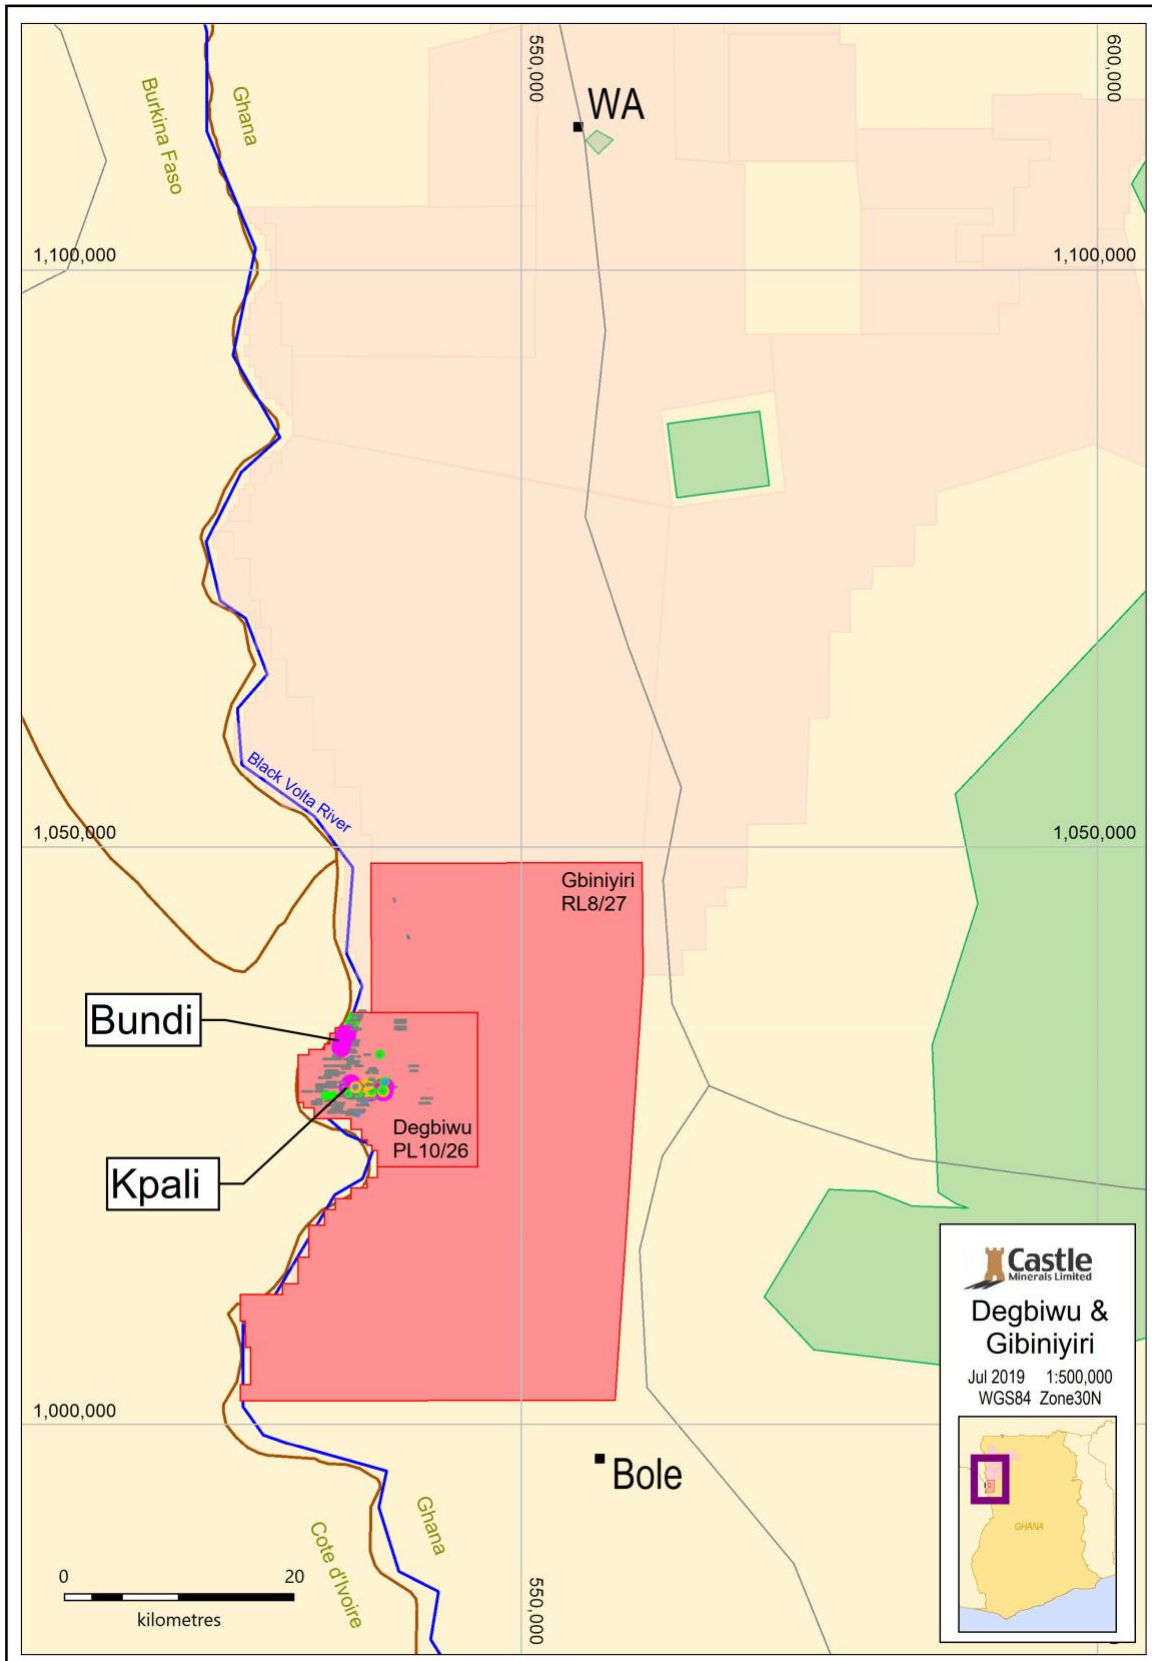 550,000
600,000
Burkina Faso
Ghana
WA
1,100,000
1,100,000
Black Volta River
1,050,000
1,050,000
Gbiniyiri
RL8/27
Bundi
Degbiwu
PL10/26
Kpali
Castle
Minerals Limited
Degbiwu &
Gibiniyiri
Jul 2019 1:500,000
WGS84 Zone30N
GHANA
1,000,000
Bole
Ghana
Cote d'Ivoire
550,000
0 20
kilometres